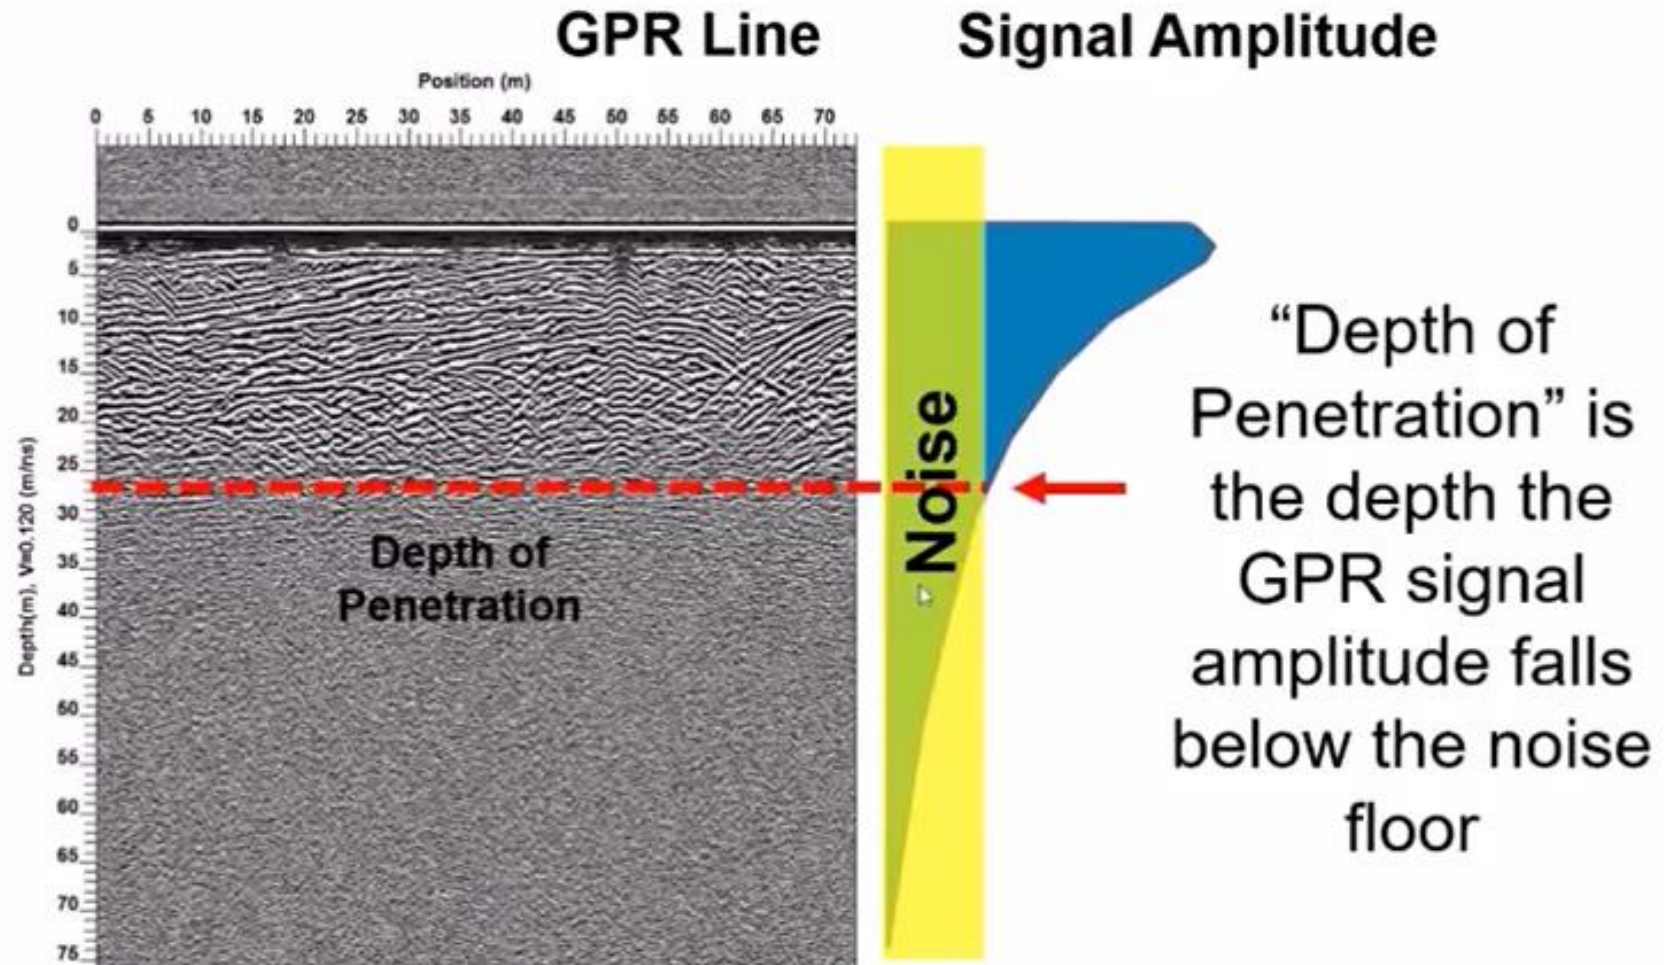 GPR Line
Signal Amplitude
Position (m)
0 5 10 15 20 25 30 35 40 45 50 55 60 65 70
0
5
10
15
20
25
30
35
40
45
50
55
60
65
70
75
Depth(m), V=0.120 (m/ns)
Depth of
Penetration
Noise
“Depth of
Penetration” is
the depth the
GPR signal
amplitude falls
below the noise
floor